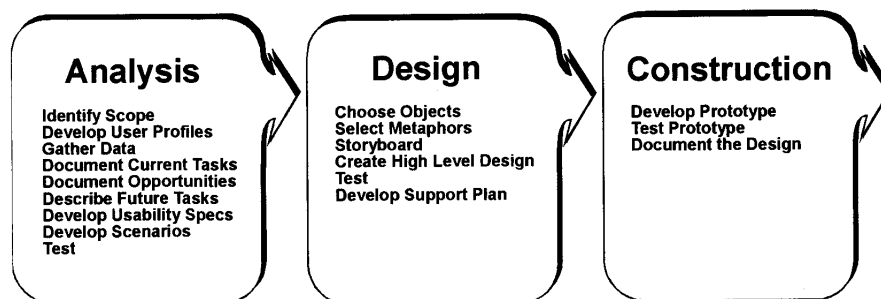 Analysis
Identify Scope
Develop User Profiles
Gather Data
Document Current Tasks
Document Opportunities
Describe Future Tasks
Develop Usability Specs
Develop Scenarios
Test
Design
Choose Objects
Select Metaphors
Storyboard
Create High Level Design
Test
Develop Support Plan
Construction
Develop Prototype
Test Prototype
Document the Design